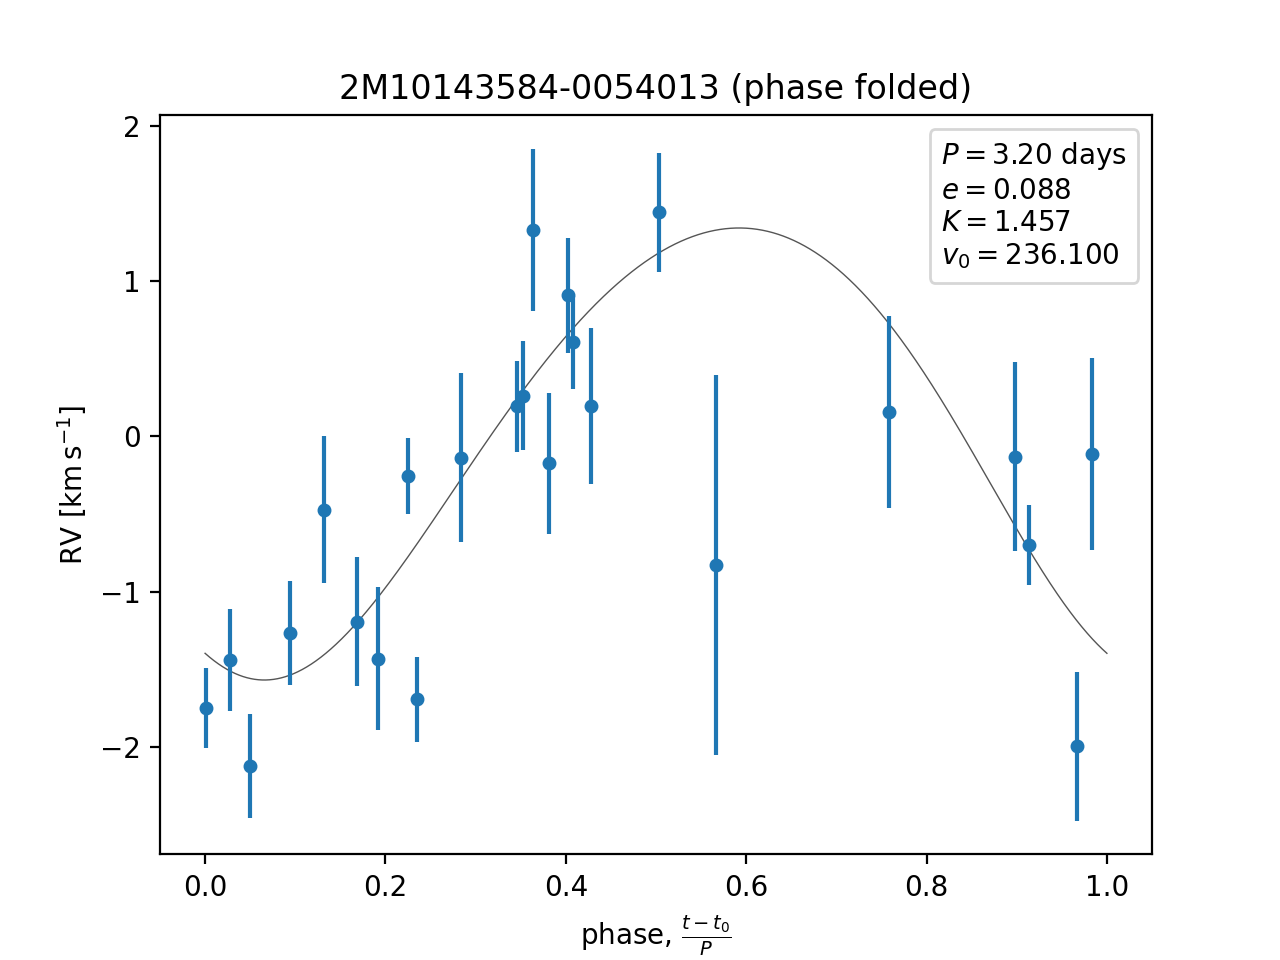 2M10143584-0054013 (phase folded)
P = 3.20 days
e = 0.088
K = 1.457
v₀ = 236.100
2
1
0
−1
−2
RV [km s⁻¹]
0.0 0.2 0.4 0.6 0.8 1.0
phase, (t − t₀)/P